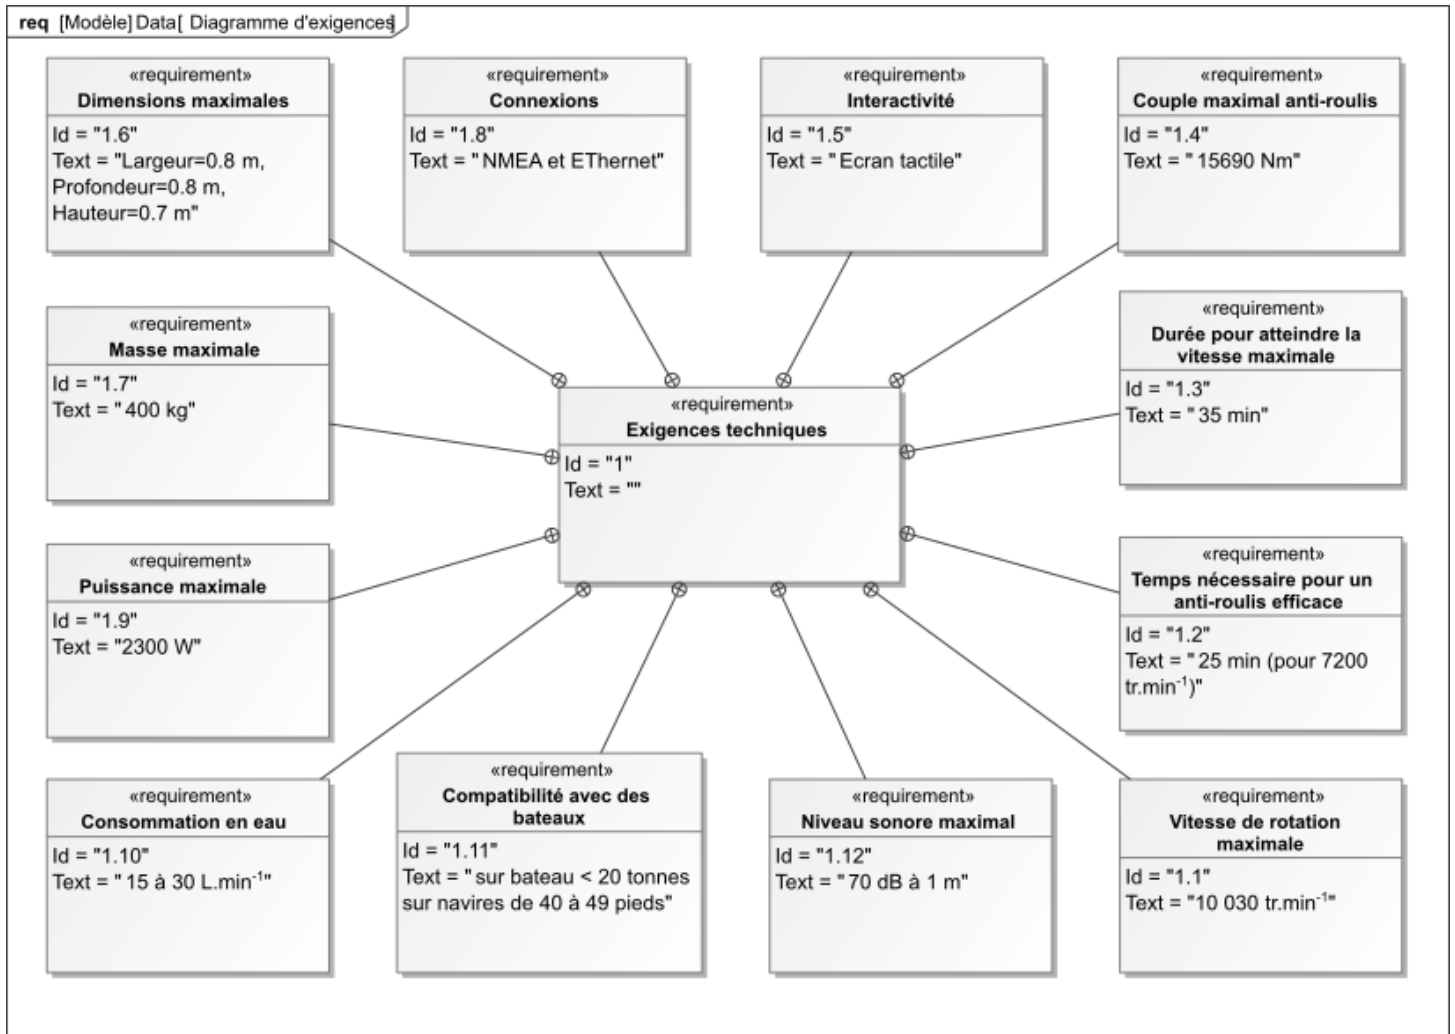 req [Modèle] Data[ Diagramme d'exigences]
«requirement»
Dimensions maximales
Id = "1.6"
Text = "Largeur=0.8 m,
Profondeur=0.8 m,
Hauteur=0.7 m"
«requirement»
Connexions
Id = "1.8"
Text = "NMEA et EThernet"
«requirement»
Interactivité
Id = "1.5"
Text = "Ecran tactile"
«requirement»
Couple maximal anti-roulis
Id = "1.4"
Text = "15690 Nm"
«requirement»
Masse maximale
Id = "1.7"
Text = "400 kg"
«requirement»
Exigences techniques
Id = "1"
Text = ""
«requirement»
Durée pour atteindre la
vitesse maximale
Id = "1.3"
Text = "35 min"
«requirement»
Puissance maximale
Id = "1.9"
Text = "2300 W"
«requirement»
Temps nécessaire pour un
anti-roulis efficace
Id = "1.2"
Text = "25 min (pour 7200
tr.min⁻¹)"
«requirement»
Consommation en eau
Id = "1.10"
Text = "15 à 30 L.min⁻¹"
«requirement»
Compatibilité avec des
bateaux
Id = "1.11"
Text = "sur bateau < 20 tonnes
sur navires de 40 à 49 pieds"
«requirement»
Niveau sonore maximal
Id = "1.12"
Text = "70 dB à 1 m"
«requirement»
Vitesse de rotation
maximale
Id = "1.1"
Text = "10 030 tr.min⁻¹"